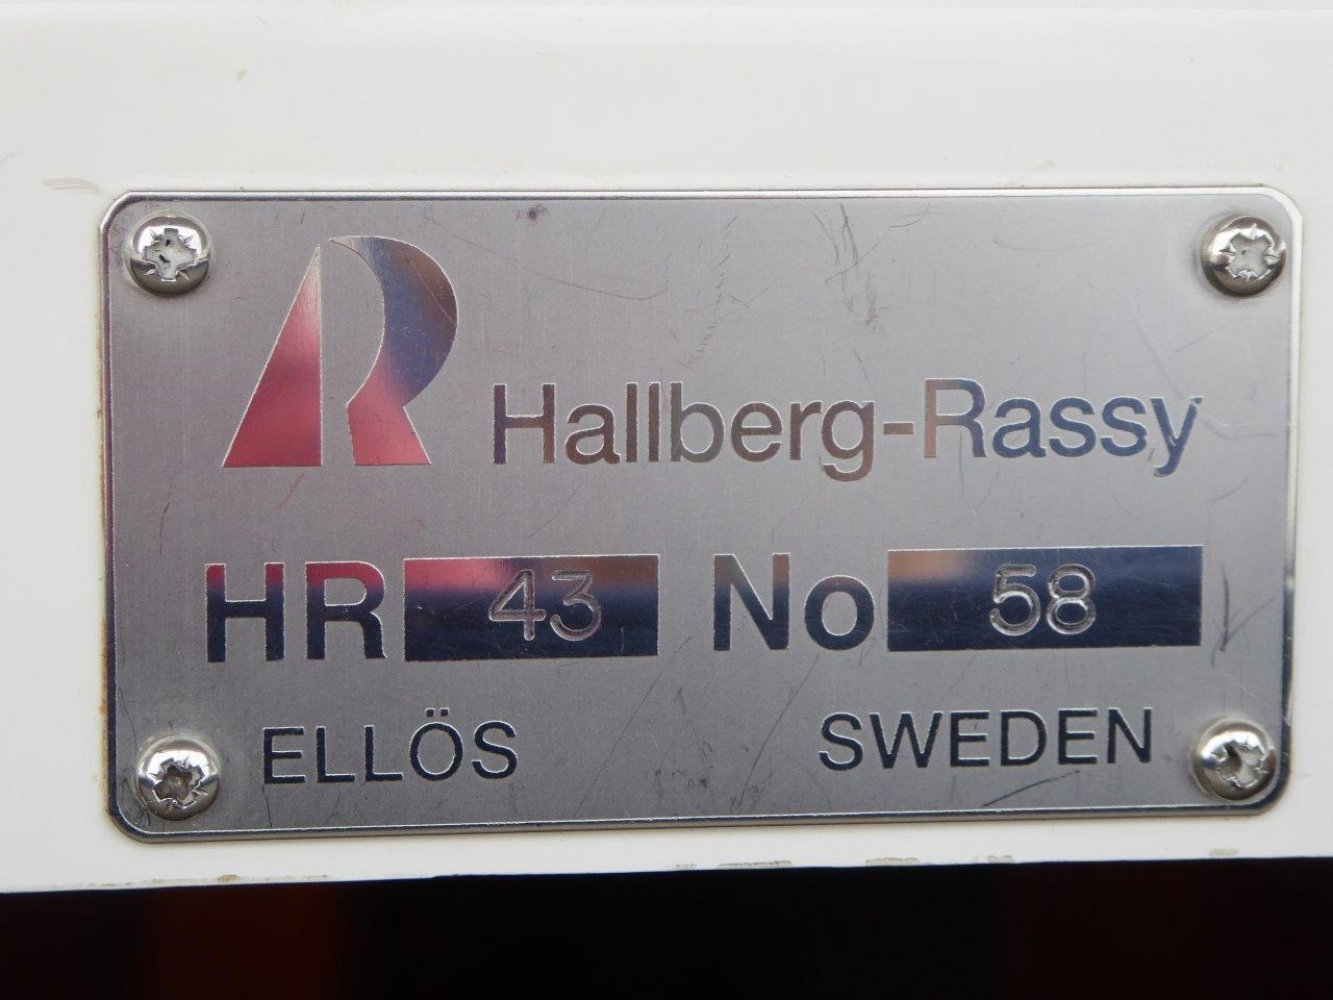 Hallberg-Rassy
HR 43 No 58
ELLÖS SWEDEN